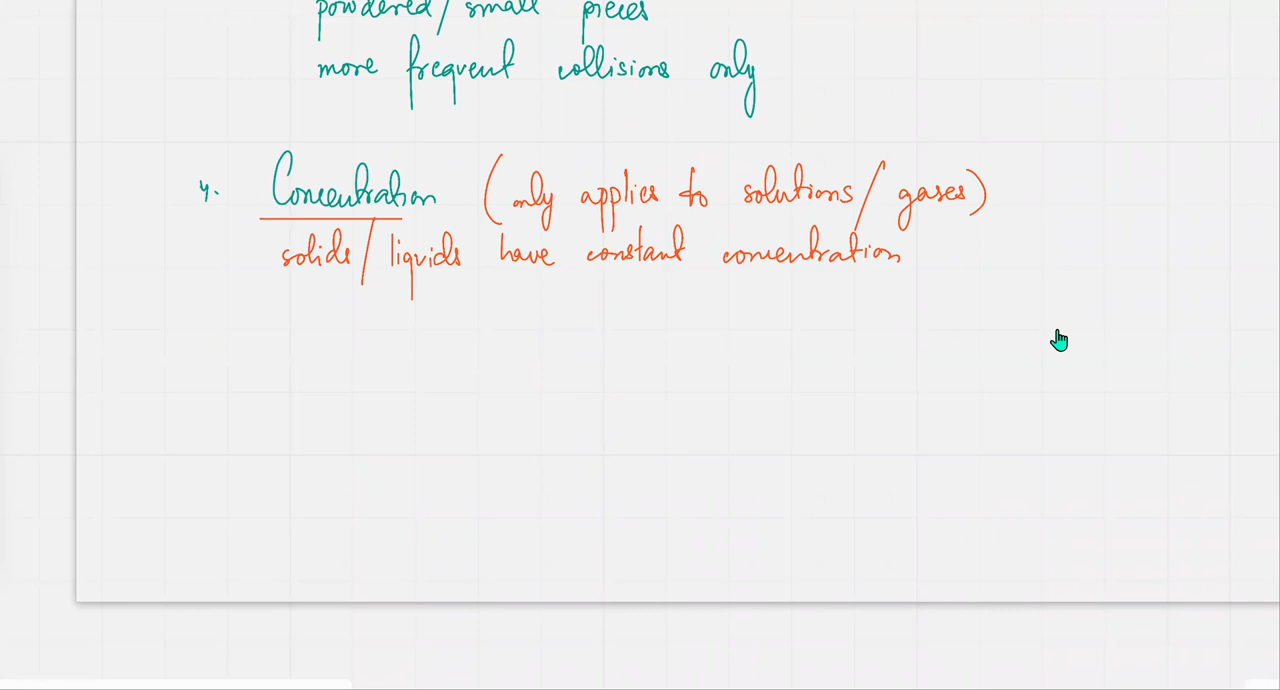 powdered/ small pieces
more frequent collisions only
4. Concentration (only applies to solutions/ gases)
solids/ liquids have constant concentration